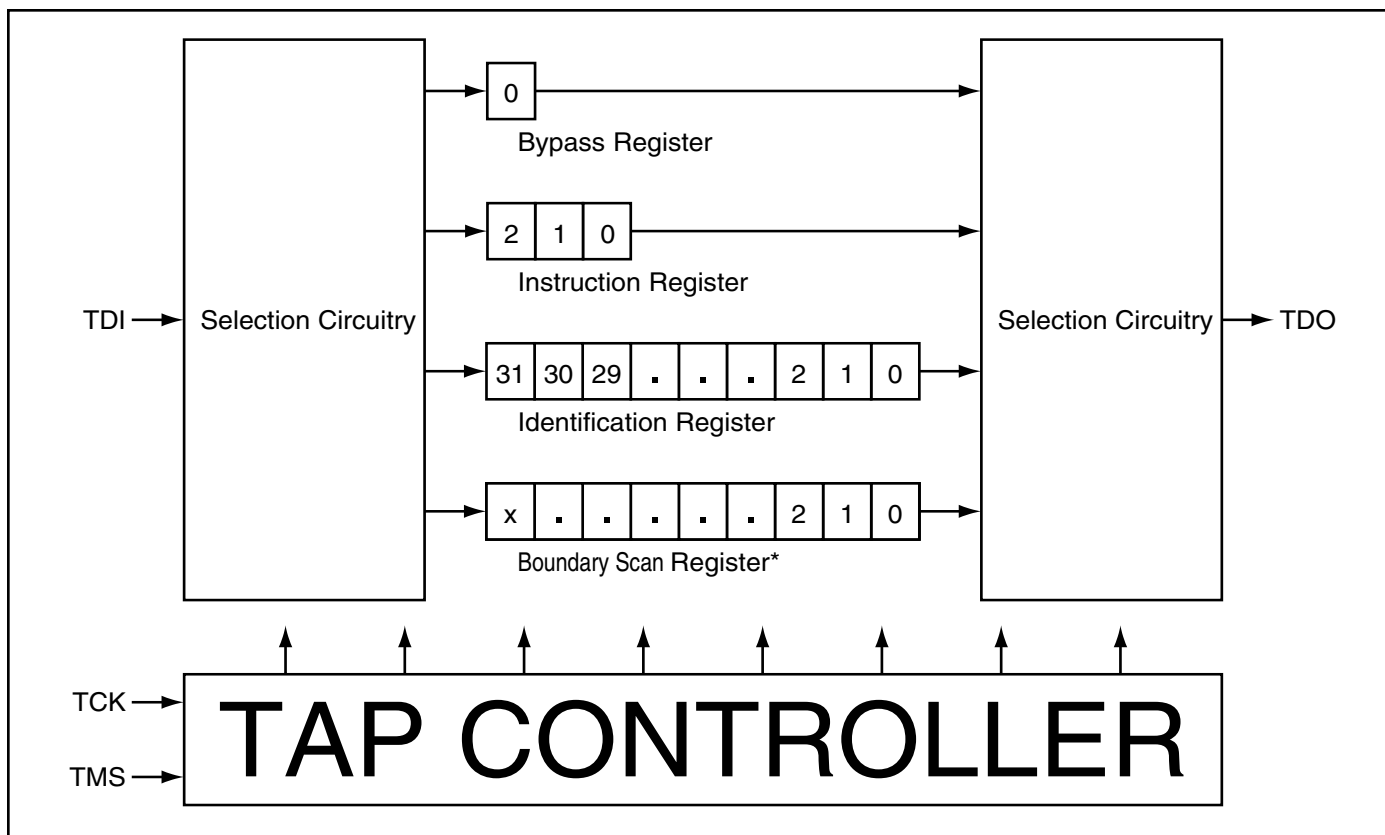 0
Bypass Register
2 1 0
Instruction Register
TDI
Selection Circuitry
Selection Circuitry
TDO
31 30 29 . . . 2 1 0
Identification Register
x . . . . . 2 1 0
Boundary Scan Register*
TCK
TMS
TAP CONTROLLER